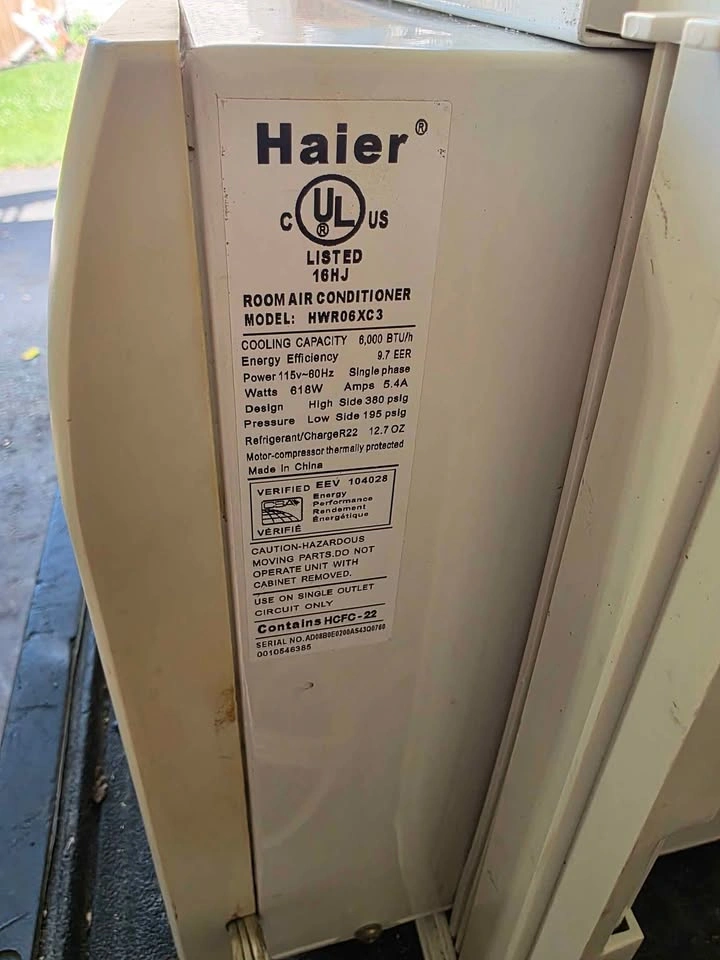 Haier®
C UL® US
LISTED
16HJ
ROOM AIR CONDITIONER
MODEL: HWR06XC3
COOLING CAPACITY 6,000 BTU/h
Energy Efficiency 9.7 EER
Power 115v~60Hz Single phase
Watts 618W Amps 5.4A
Design High Side 380 psig
Pressure Low Side 195 psig
Refrigerant/ChargeR22 12.7 OZ
Motor-compressor thermally protected
Made in China
VERIFIED EEV 104028
CSA
Energy
Performance
Rendement
Énergétique
VÉRIFIÉ
CAUTION-HAZARDOUS
MOVING PARTS.DO NOT
OPERATE UNIT WITH
CABINET REMOVED.
USE ON SINGLE OUTLET
CIRCUIT ONLY
Contains HCFC-22
SERIAL NO.AD08B0E0200AS43Q0760
0010546385